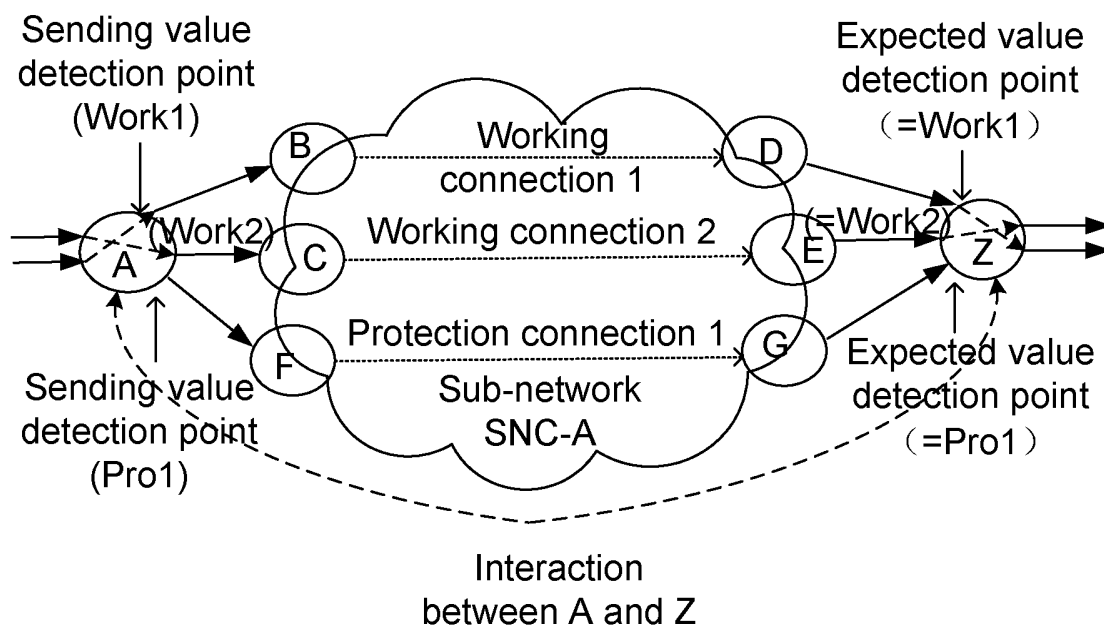 Sending value
detection point
(Work1)
Expected value
detection point
（=Work1）
B
Working
connection 1
D
A
(Work2)
C
Working connection 2
E
(=Work2)
Z
F
Protection connection 1
G
Sub-network
SNC-A
Sending value
detection point
(Pro1)
Expected value
detection point
（=Pro1）
Interaction
between A and Z